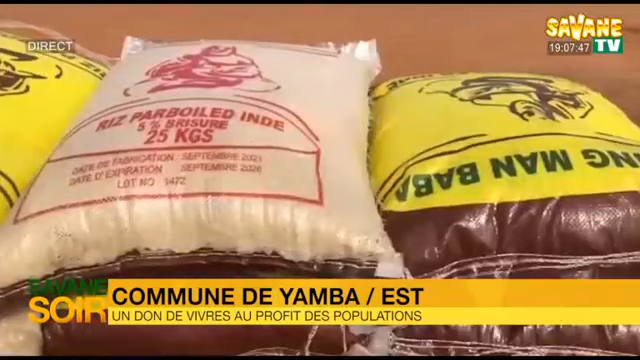 DIRECT
SAVANE
TV
19:07:47
RIZ PARBOILED INDE
5 % BRISURE
25 KGS
DATE DE FABRICATION : SEPTEMBRE 2021
DATE D'EXPIRATION : SEPTEMBRE 2026
LOT NO 1472
MAN BABA
SAVANE
SOIR
COMMUNE DE YAMBA / EST
UN DON DE VIVRES AU PROFIT DES POPULATIONS